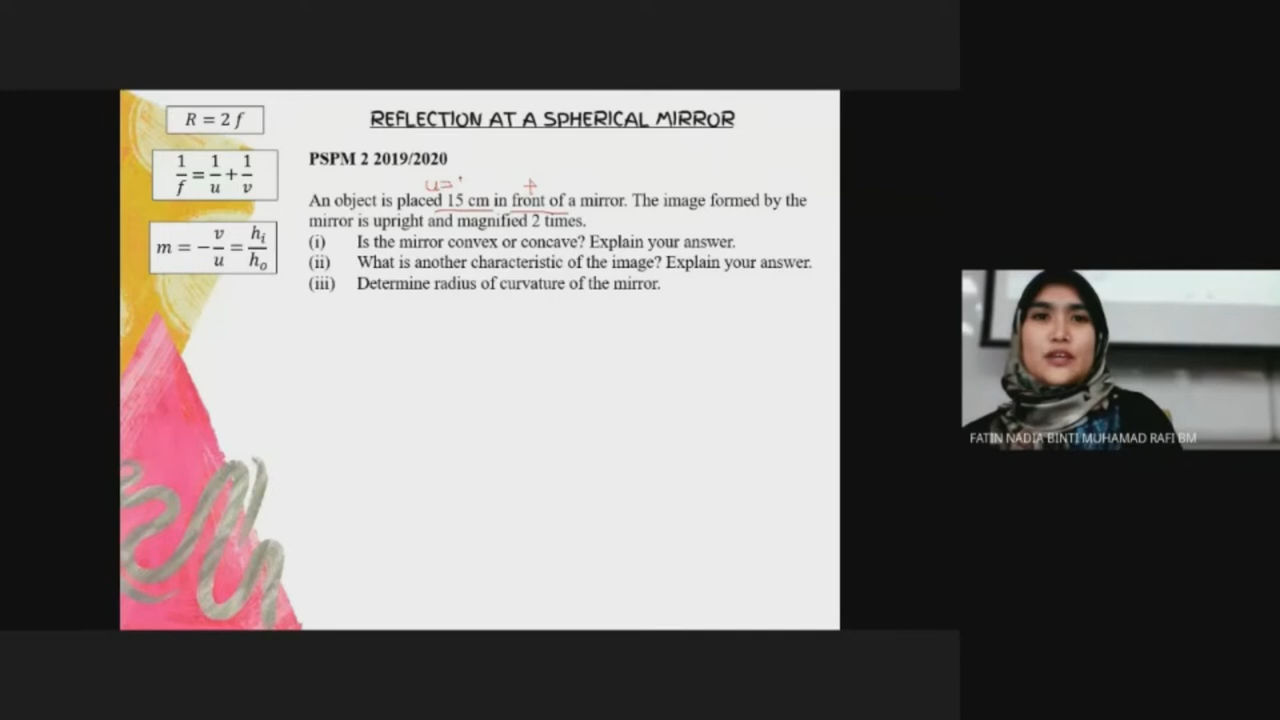 R = 2 f
1/f = 1/u + 1/v
m = − v/u = hᵢ/hₒ
REFLECTION AT A SPHERICAL MIRROR
PSPM 2 2019/2020
u= +
An object is placed 15 cm in front of a mirror. The image formed by the
mirror is upright and magnified 2 times.
(i) Is the mirror convex or concave? Explain your answer.
(ii) What is another characteristic of the image? Explain your answer.
(iii) Determine radius of curvature of the mirror.
FATIN NADIA BINTI MUHAMAD RAFI BM